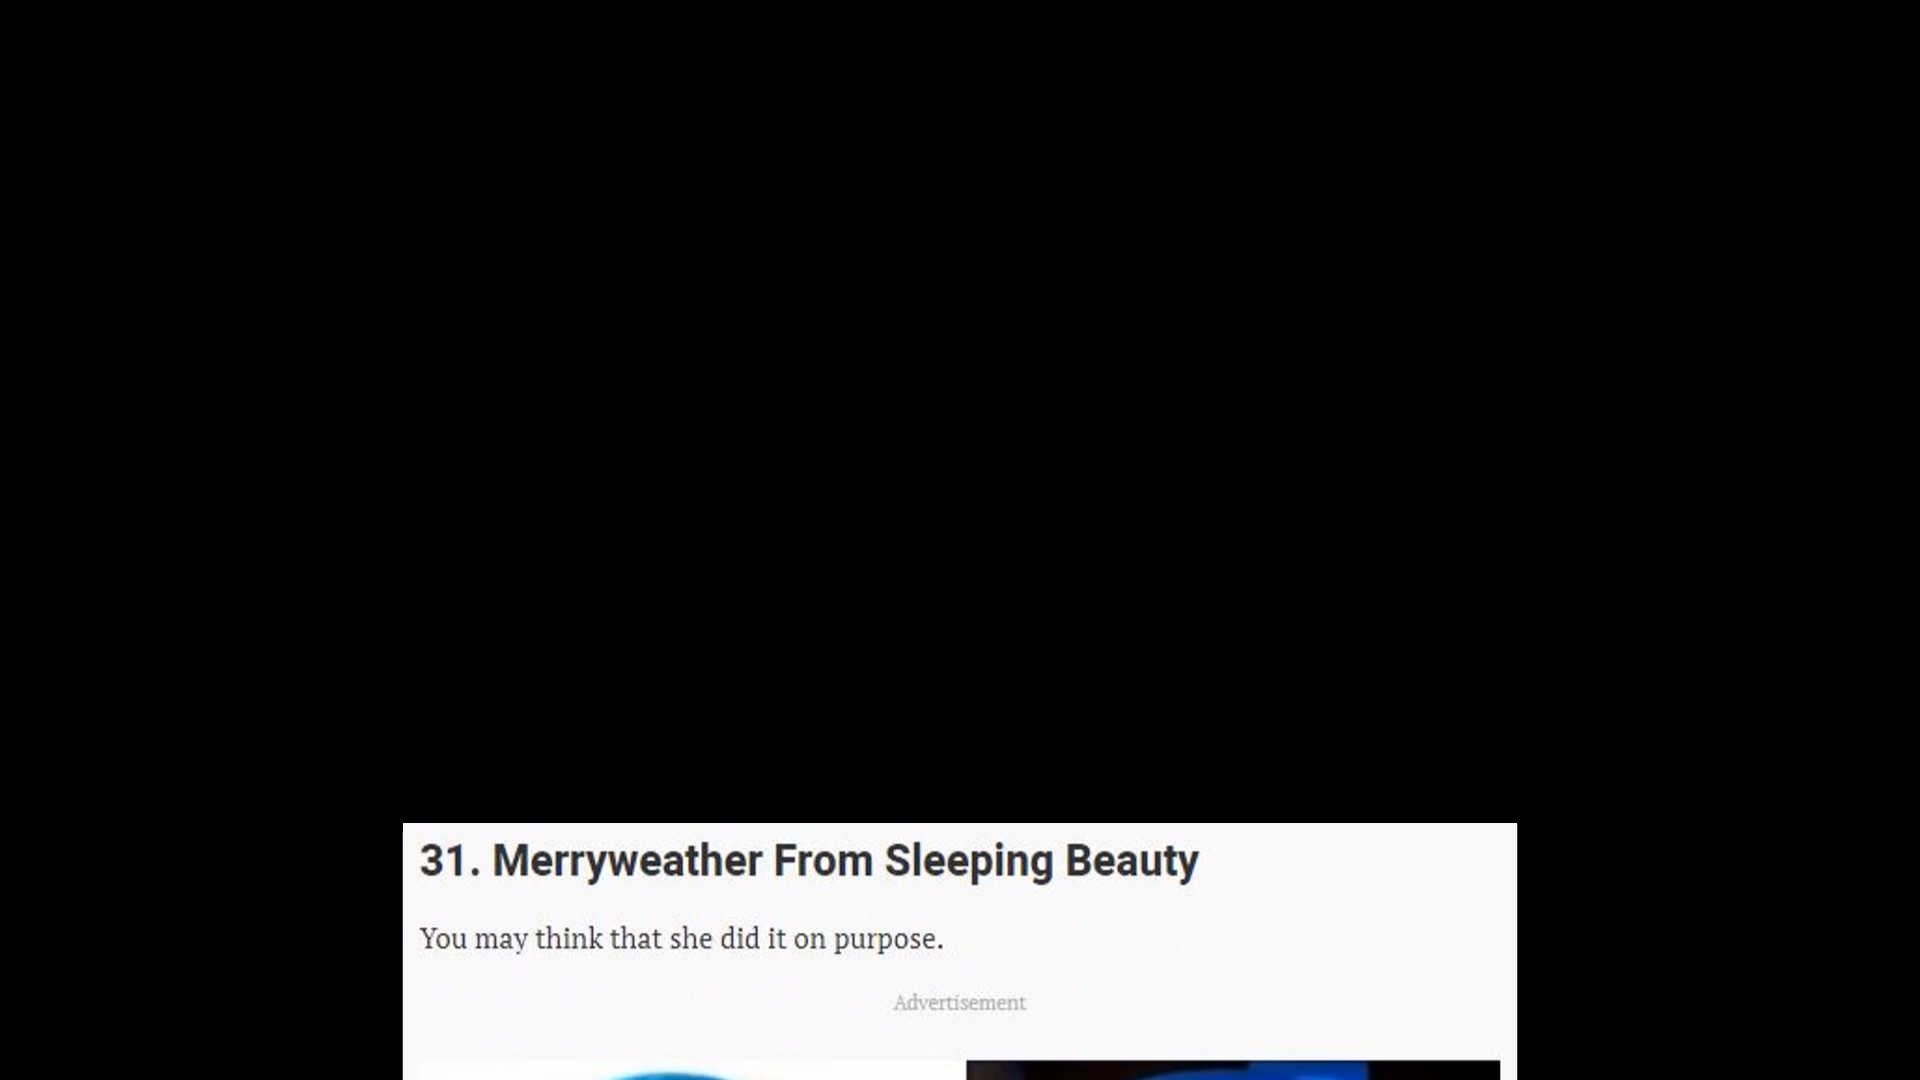 31. Merryweather From Sleeping Beauty
You may think that she did it on purpose.
Advertisement